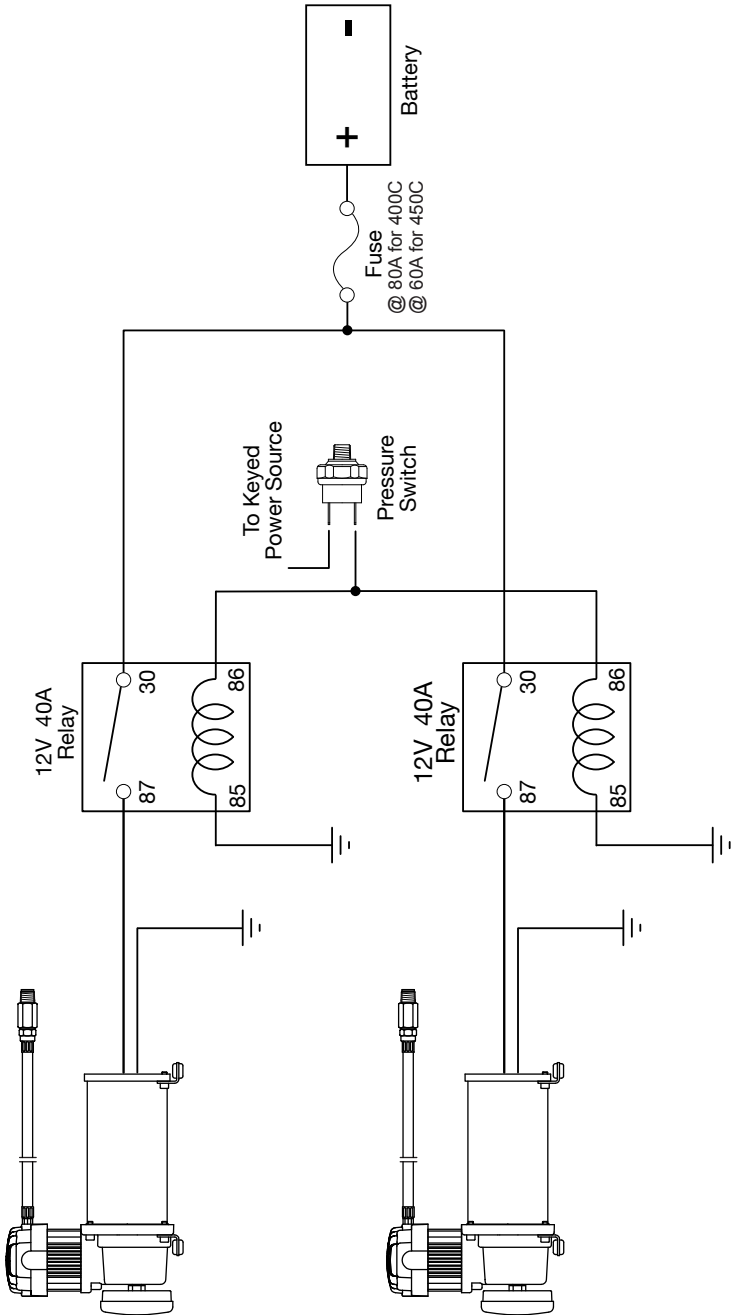 12V 40A
Relay
87
30
85
86
To Keyed
Power Source
Pressure
Switch
12V 40A
Relay
87
30
85
86
Fuse
@ 80A for 400C
@ 60A for 450C
+
-
Battery